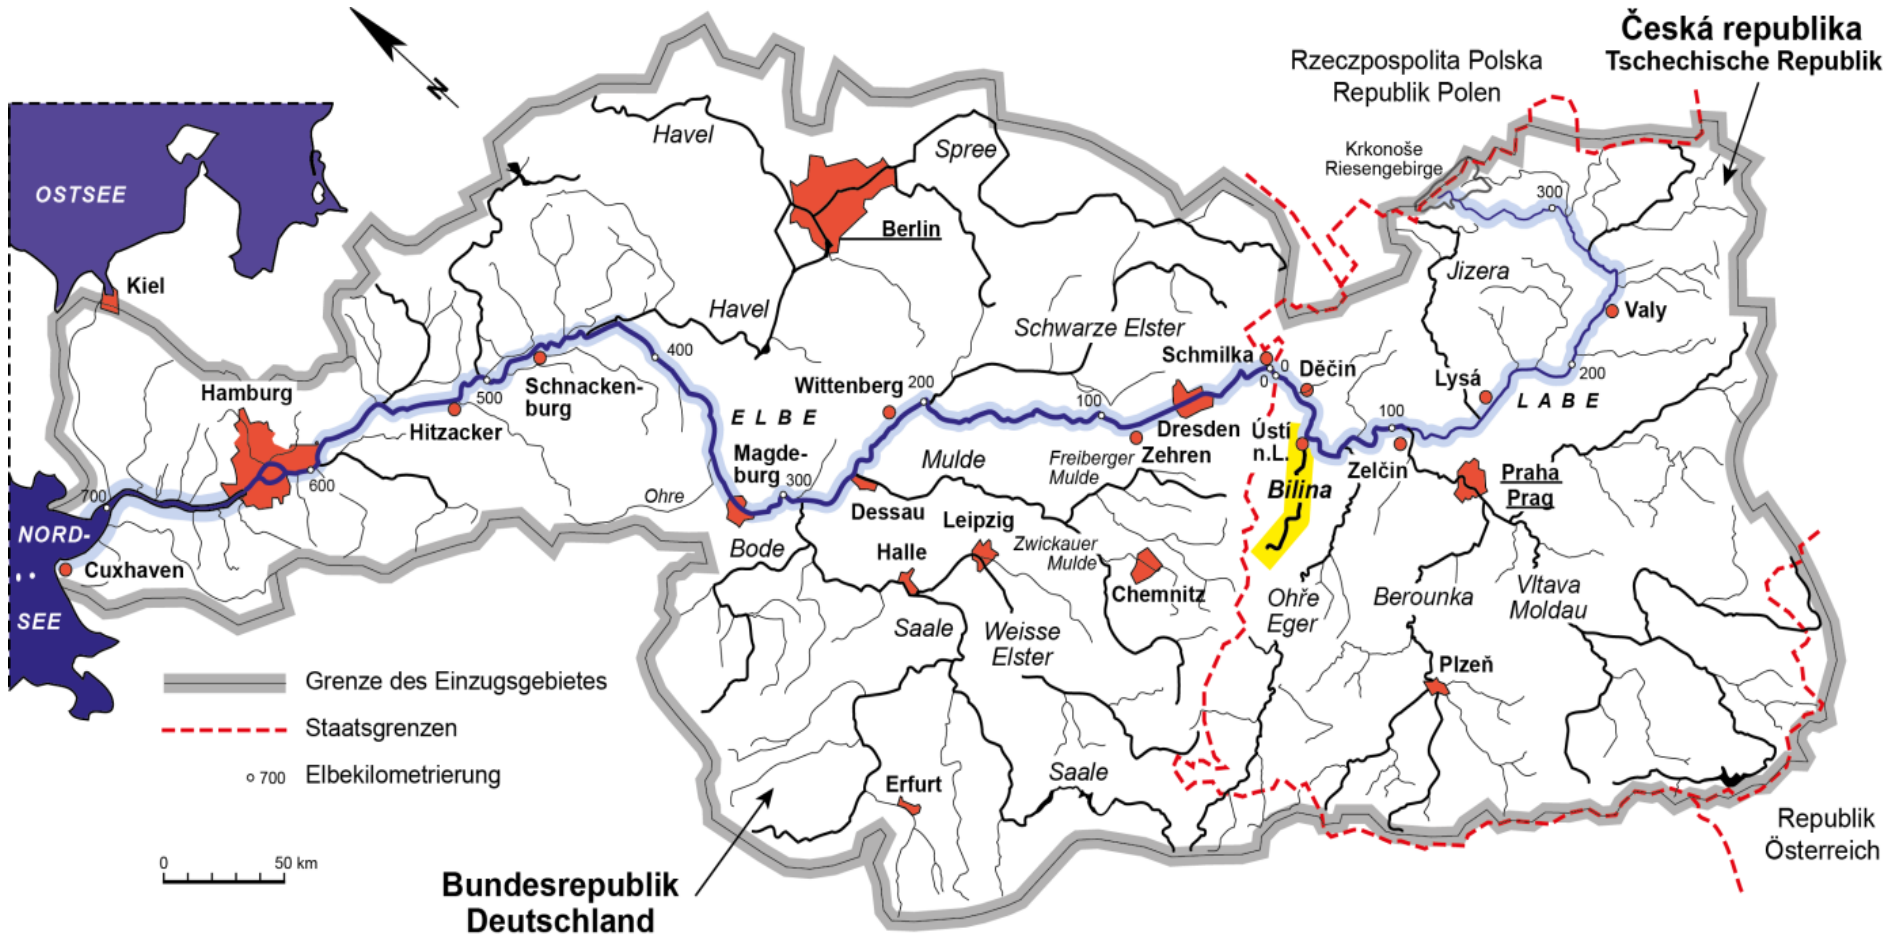 Česká republika
Tschechische Republik
Rzeczpospolita Polska
Republik Polen
N
Krkonoše
Riesengebirge
Havel
Spree
OSTSEE
300
Berlin
Kiel
Jizera
Havel
Valy
Schwarze Elster
Schmilka
0
0
Děčín
400
Wittenberg
200
Lysá
200
Schnacken-
burg
500
Hamburg
ELBE
100
LABE
100
Hitzacker
Dresden
Zehren
Ústí
n.L.
Zelčin
Magde-
burg
300
Mulde
Freiberger
Mulde
Praha
Prag
Bilina
600
700
Ohre
Dessau
Leipzig
NORD-
SEE
Bode
Halle
Zwickauer
Mulde
Cuxhaven
Chemnitz
Ohře
Eger
Berounka
Vltava
Moldau
Saale
Weisse
Elster
Plzeň
Grenze des Einzugsgebietes
Staatsgrenzen
700 Elbekilometrierung
Saale
Erfurt
0 50 km
Bundesrepublik
Deutschland
Republik
Österreich